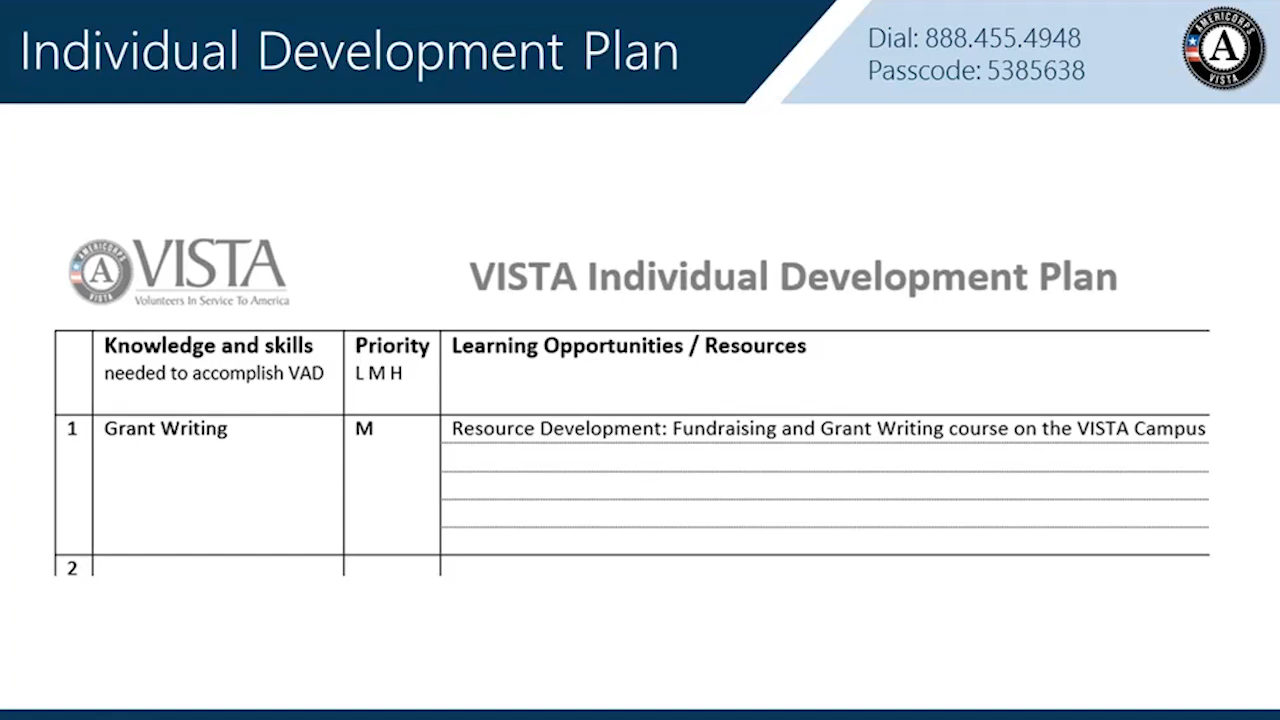 Individual Development Plan
Dial: 888.455.4948
Passcode: 5385638
AMERICORPS
A
VISTA
AMERICORPS
A
VISTA
VISTA
Volunteers In Service To America
VISTA Individual Development Plan
Knowledge and skills
needed to accomplish VAD
Priority
L M H
Learning Opportunities / Resources
1 Grant Writing M Resource Development: Fundraising and Grant Writing course on the VISTA Campus
2